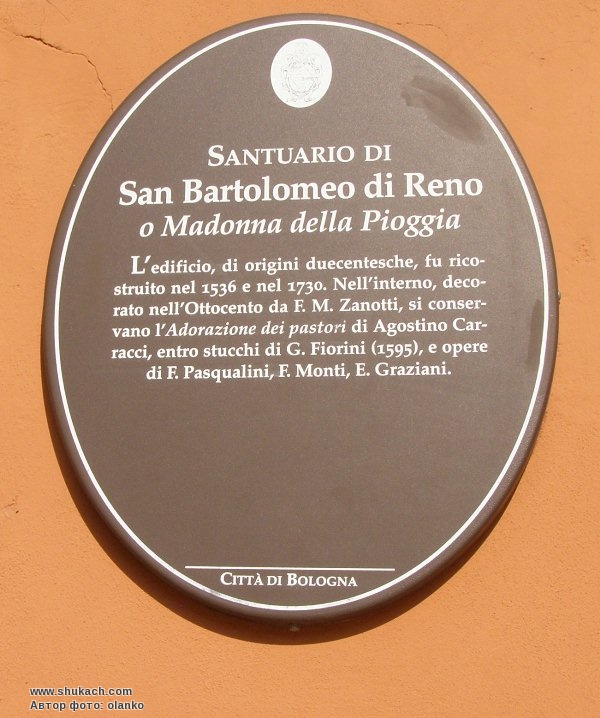 SANTUARIO DI
San Bartolomeo di Reno
o Madonna della Pioggia
L'edificio, di origini duecentesche, fu rico-
struito nel 1536 e nel 1730. Nell'interno, deco-
rato nell'Ottocento da F. M. Zanotti, si conser-
vano l'Adorazione dei pastori di Agostino Car-
racci, entro stucchi di G. Fiorini (1595), e opere
di F. Pasqualini, F. Monti, E. Graziani.
CITTÀ DI BOLOGNA
www.shukach.com
Автор фото: olanko